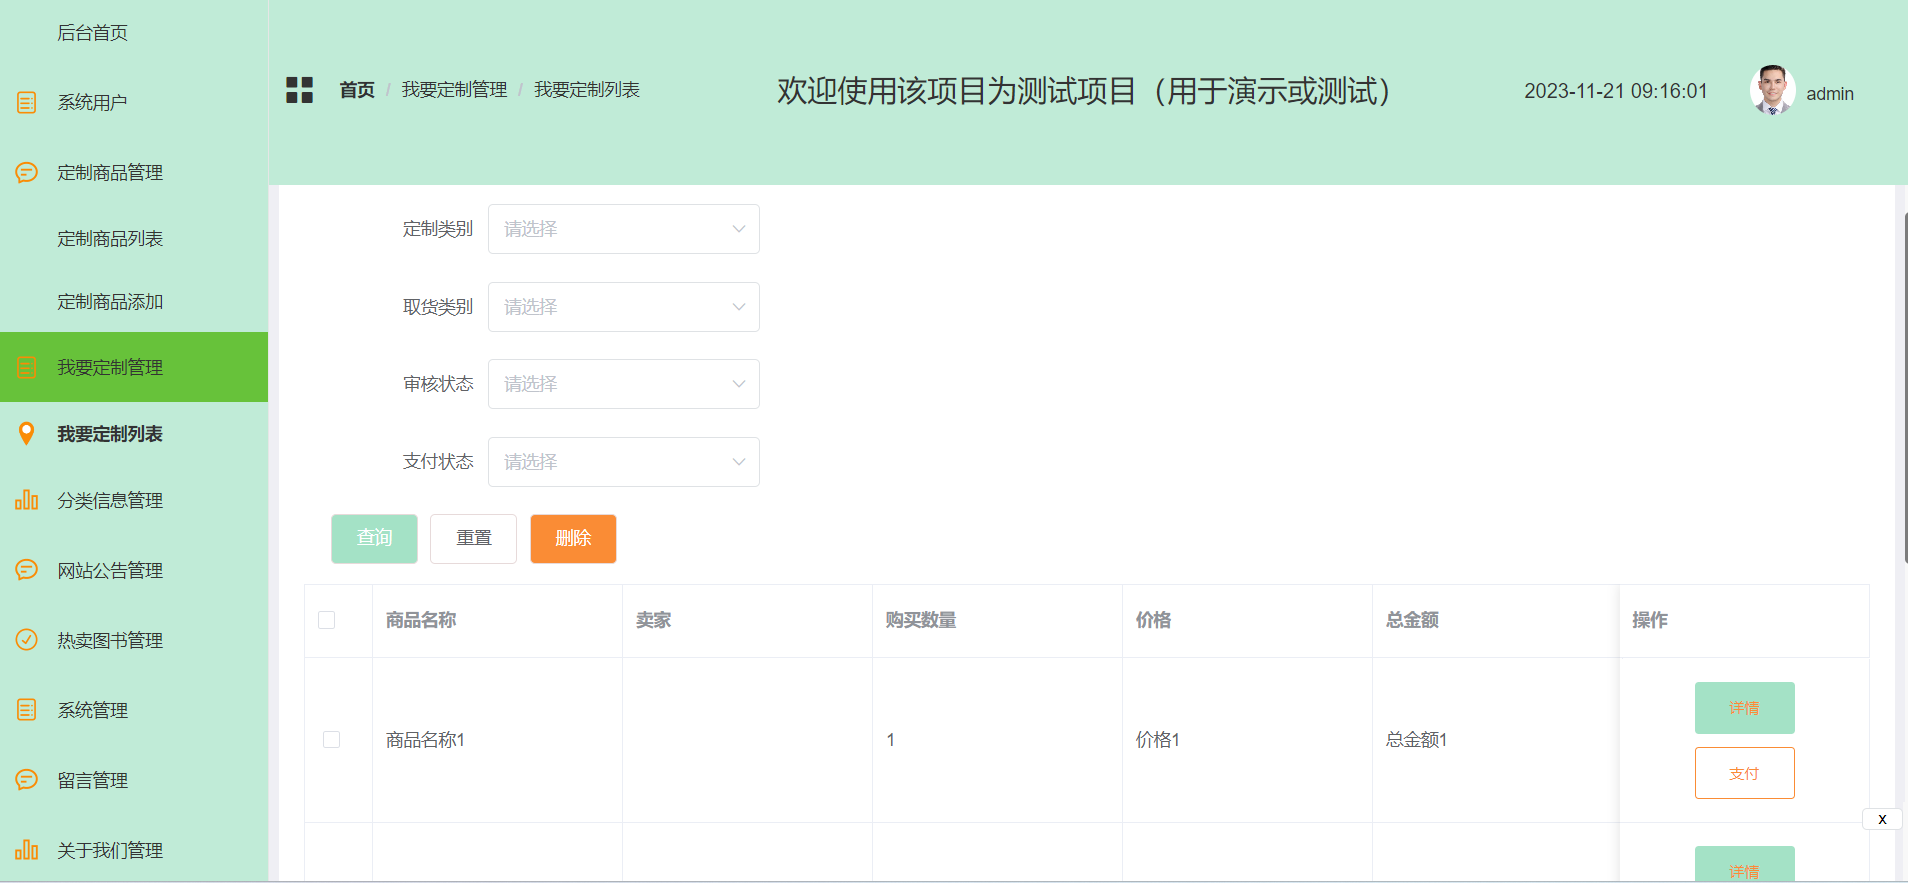 后台首页
系统用户
定制商品管理
定制商品列表
定制商品添加
我要定制管理
我要定制列表
分类信息管理
网站公告管理
热卖图书管理
系统管理
留言管理
关于我们管理
首页 / 我要定制管理 / 我要定制列表
欢迎使用该项目为测试项目（用于演示或测试）
2023-11-21 09:16:01
admin
定制类别 请选择
取货类别 请选择
审核状态 请选择
支付状态 请选择
查询 重置 删除
商品名称 卖家 购买数量 价格 总金额 操作
商品名称1 1 价格1 总金额1 详情
支付
x
详情